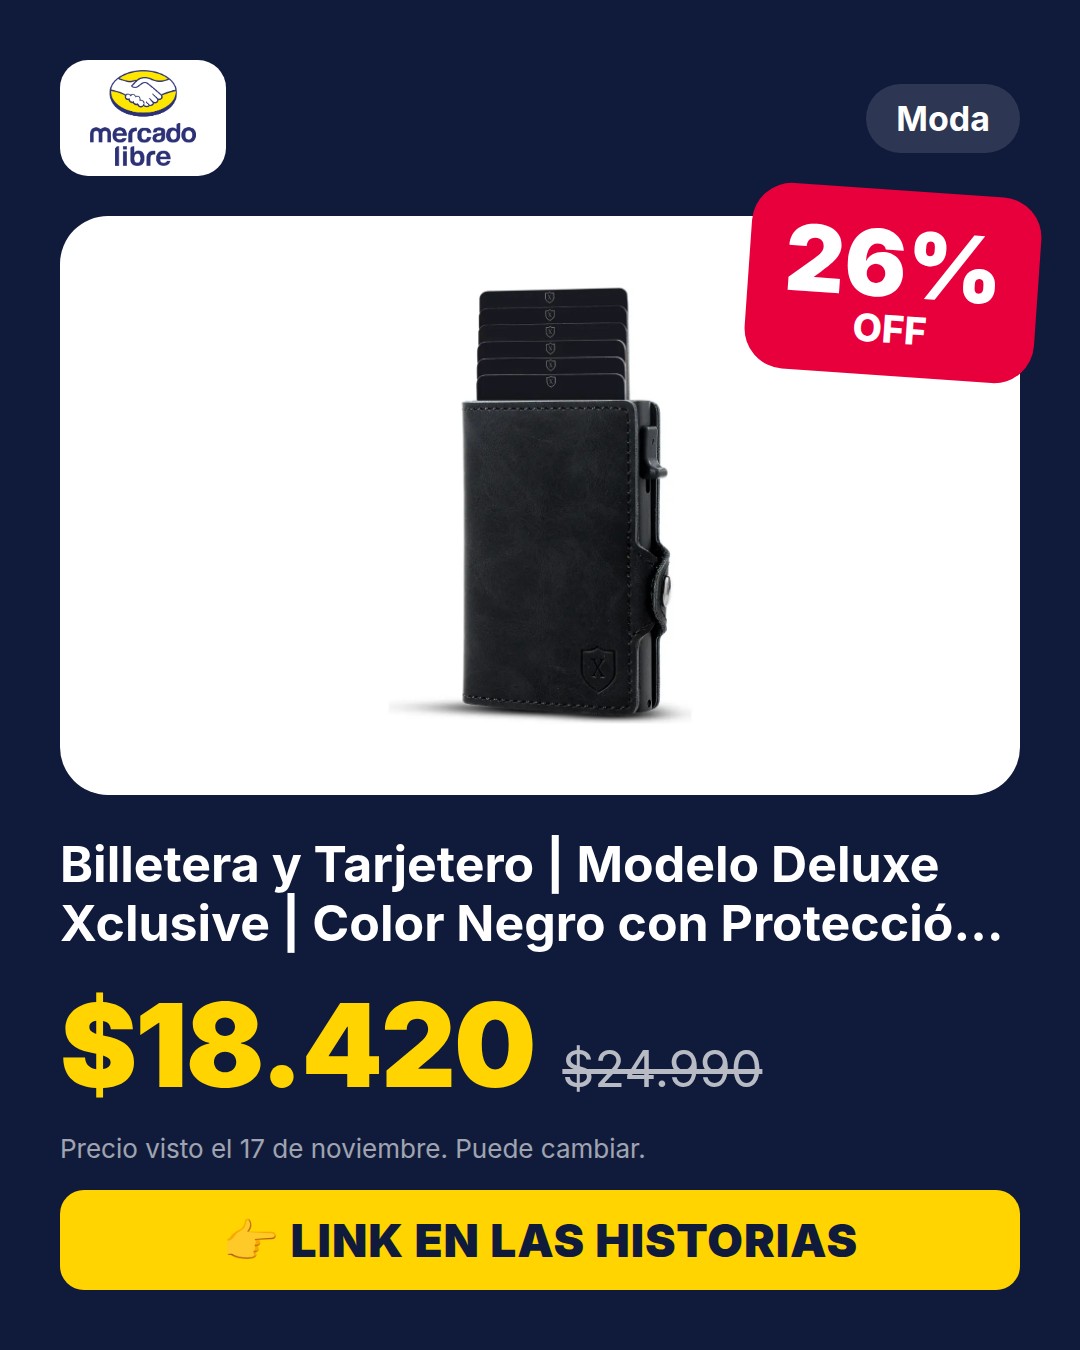 mercado
libre
Moda
26%
OFF
X
Billetera y Tarjetero | Modelo Deluxe
Xclusive | Color Negro con Protecció...
$18.420 $24.990
Precio visto el 17 de noviembre. Puede cambiar.
👉 LINK EN LAS HISTORIAS